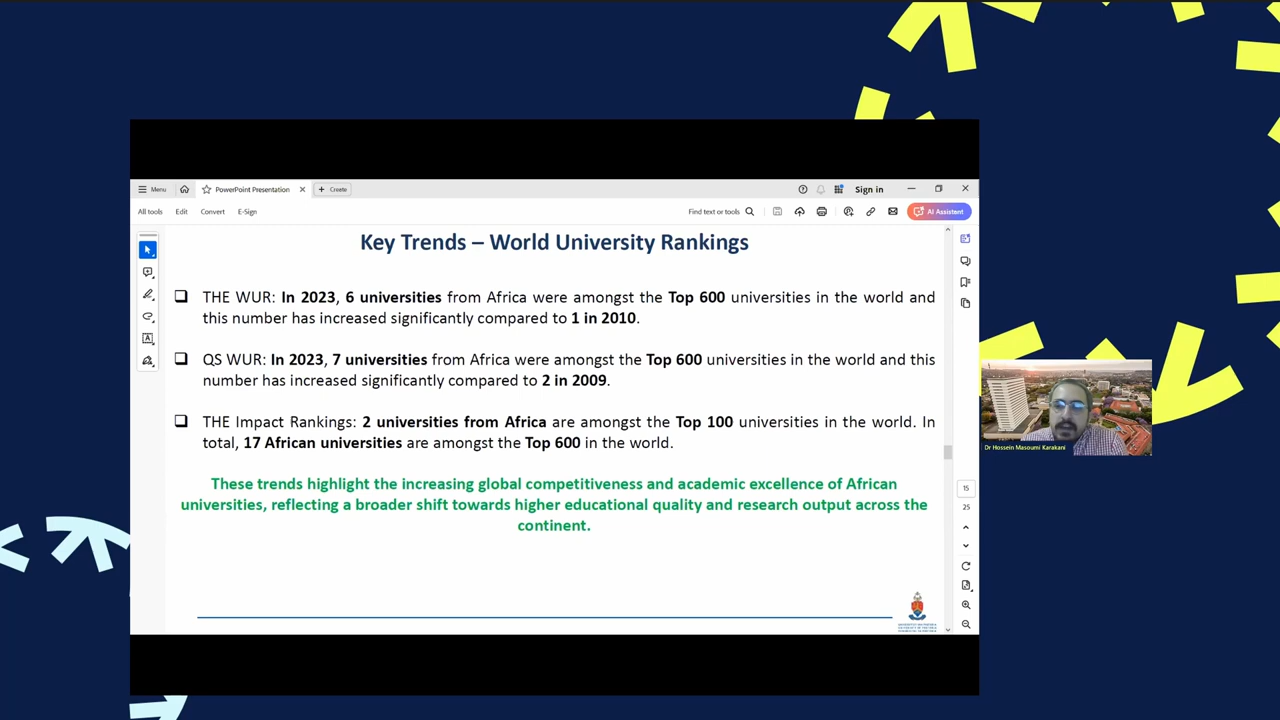 Menu
PowerPoint Presentation
Create
Sign in
All tools
Edit
Convert
E-Sign
Find text or tools
AI Assistant
Key Trends – World University Rankings
THE WUR: In 2023, 6 universities from Africa were amongst the Top 600 universities in the world and
this number has increased significantly compared to 1 in 2010.
QS WUR: In 2023, 7 universities from Africa were amongst the Top 600 universities in the world and this
number has increased significantly compared to 2 in 2009.
THE Impact Rankings: 2 universities from Africa are amongst the Top 100 universities in the world. In
total, 17 African universities are amongst the Top 600 in the world.
These trends highlight the increasing global competitiveness and academic excellence of African
universities, reflecting a broader shift towards higher educational quality and research output across the
continent.
15
25
Dr Hossein Masoumi Karakani